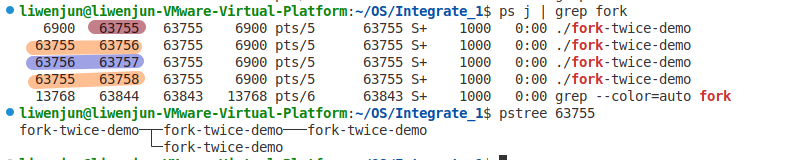 liwenjun@liwenjun-VMware-Virtual-Platform:~/OS/Integrate_1$ ps j | grep fork
6900 63755 63755 6900 pts/5 63755 S+ 1000 0:00 ./fork-twice-demo
63755 63756 63755 6900 pts/5 63755 S+ 1000 0:00 ./fork-twice-demo
63756 63757 63755 6900 pts/5 63755 S+ 1000 0:00 ./fork-twice-demo
63755 63758 63755 6900 pts/5 63755 S+ 1000 0:00 ./fork-twice-demo
13768 63844 63843 13768 pts/6 63843 S+ 1000 0:00 grep --color=auto fork
liwenjun@liwenjun-VMware-Virtual-Platform:~/OS/Integrate_1$ pstree 63755
fork-twice-demo─┬─fork-twice-demo───fork-twice-demo
└─fork-twice-demo